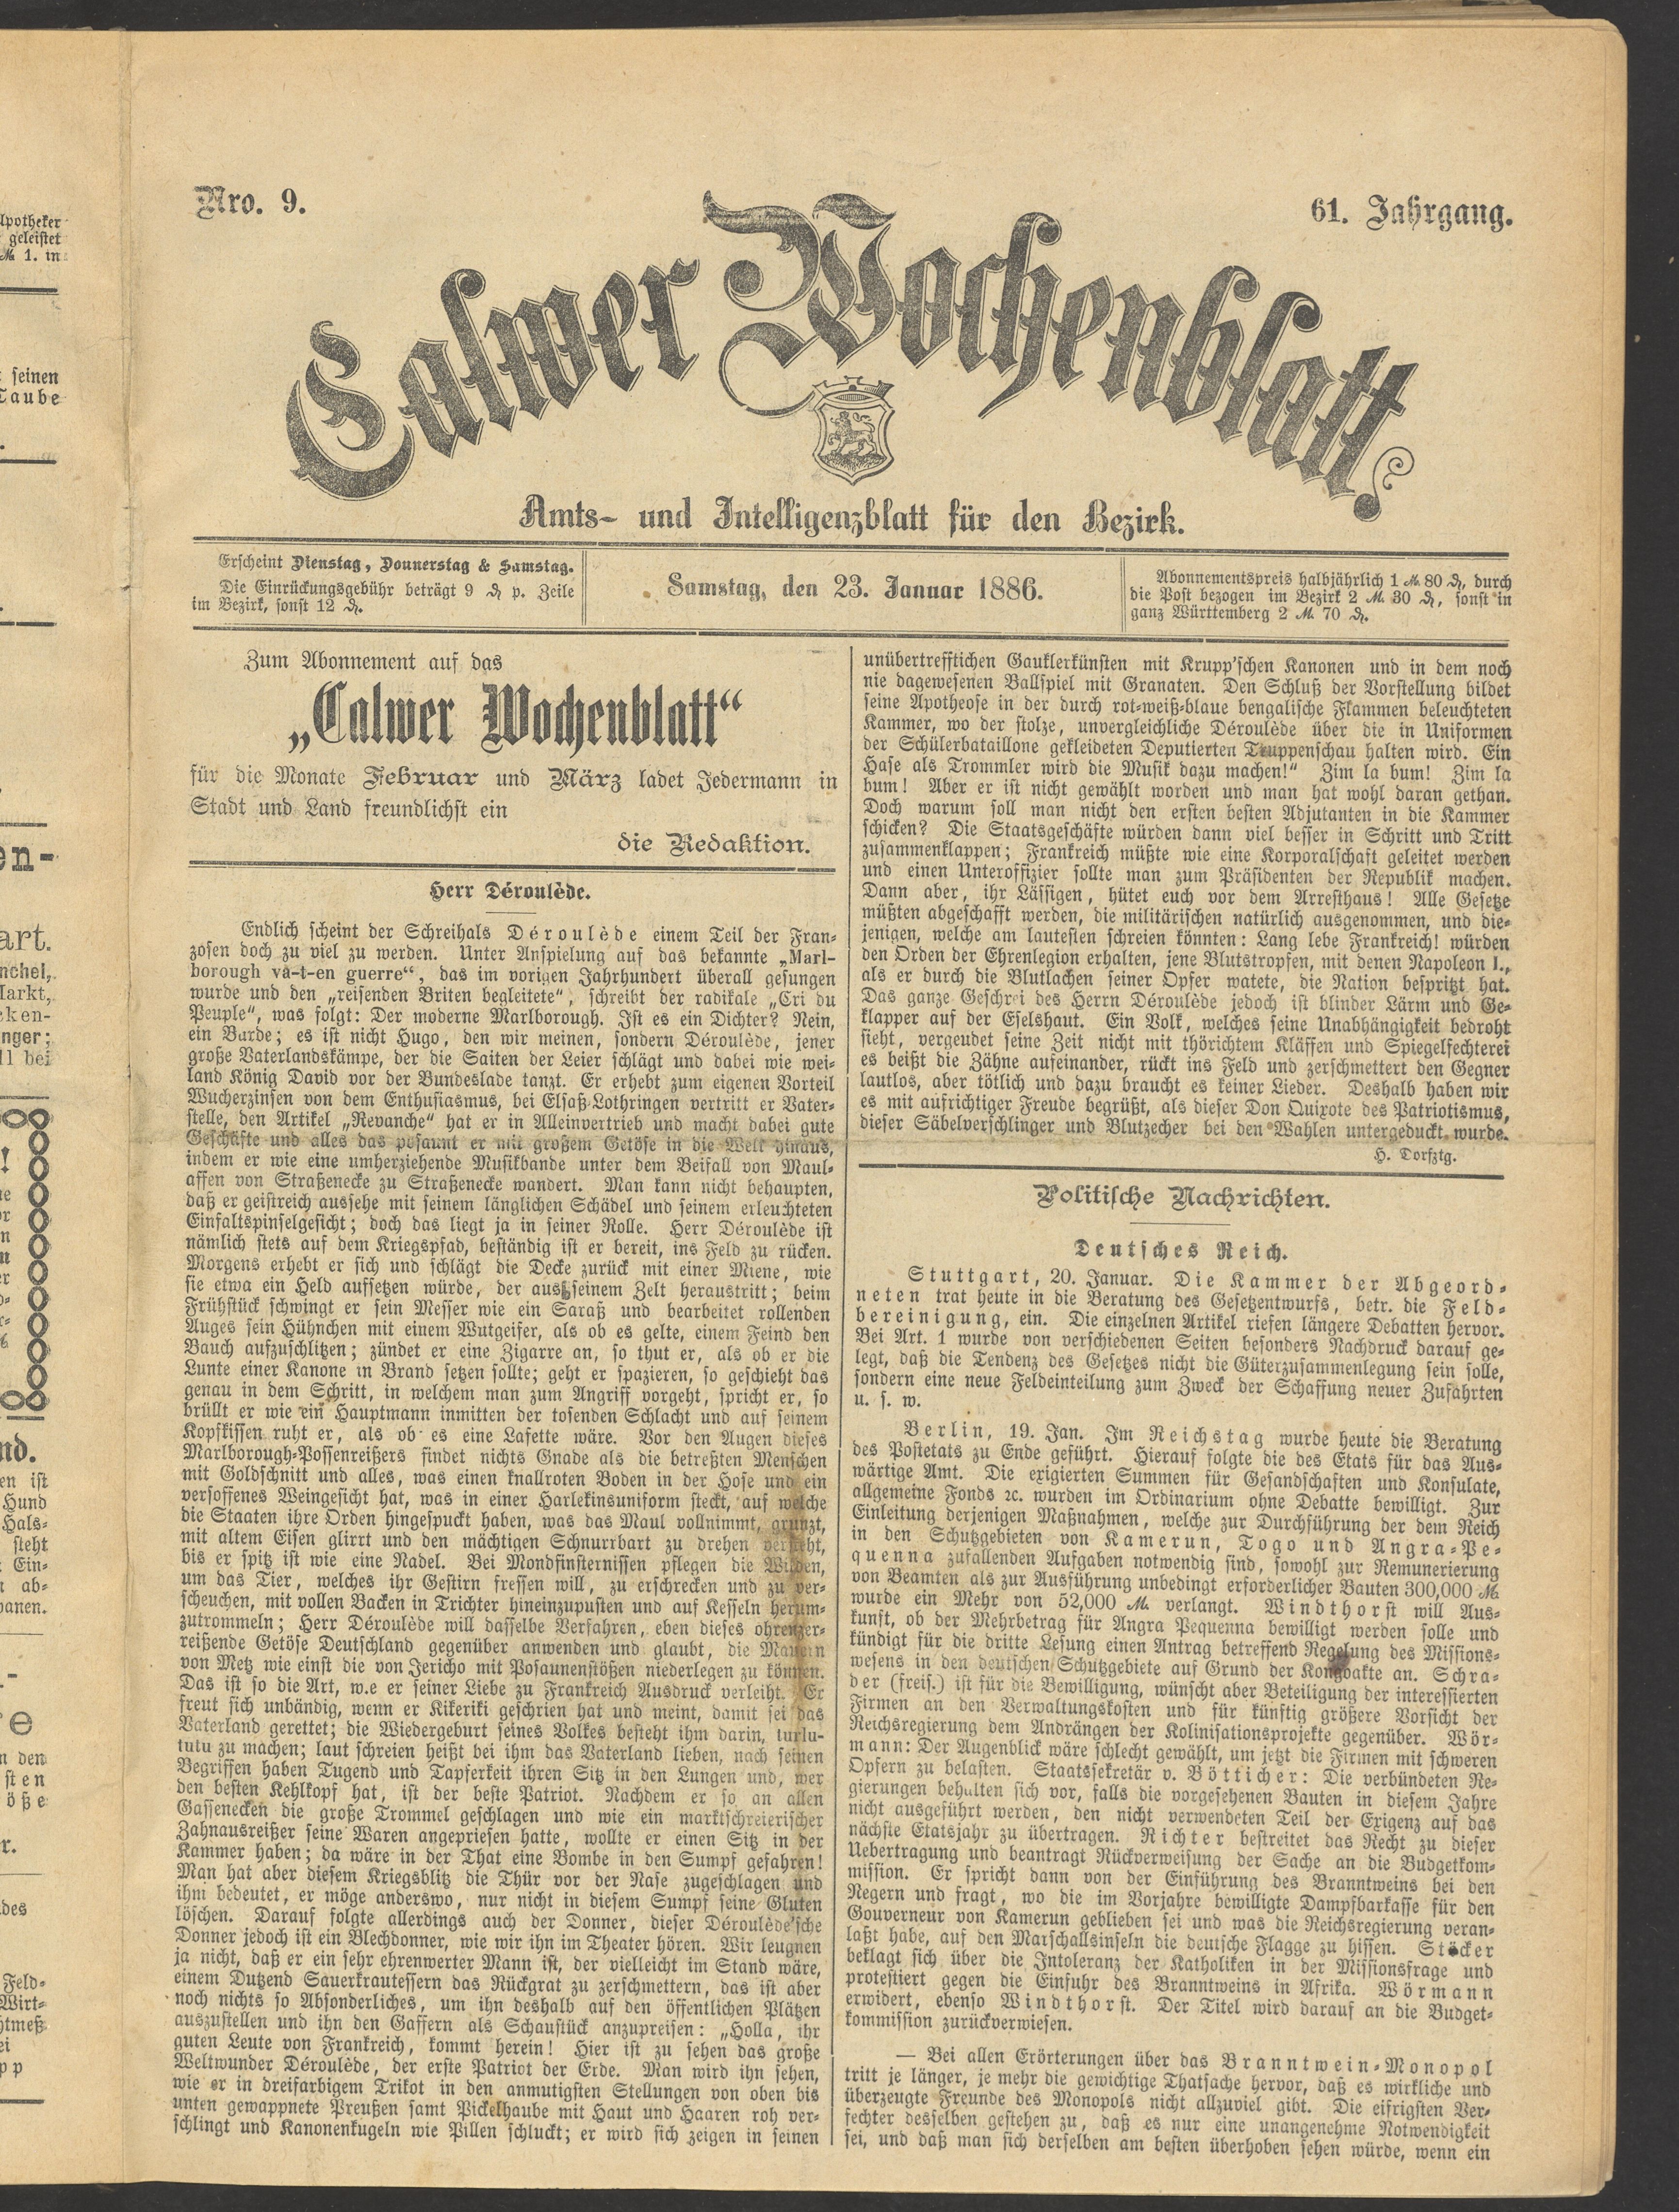 Nro. 9.
61. Jahrgang.
Calwer Wochenblatt
Amts- und Intelligenzblatt für den Bezirk.
Erscheint Dienstag, Donnerstag & Samstag.
Die Einrückungsgebühr beträgt 9 ₰ p. Zeile
im Bezirk, sonst 12 ₰.
Samstag, den 23. Januar 1886.
Abonnementspreis halbjährlich 1 ℳ 80 ₰, durch
die Post bezogen im Bezirk 2 ℳ 30 ₰, sonst in
ganz Württemberg 2 ℳ 70 ₰.
Zum Abonnement auf das
„Calwer Wochenblatt“
für die Monate Februar und März ladet Jedermann in
Stadt und Land freundlichst ein
die Redaktion.
Herr Déroulède.
Endlich scheint der Schreihals Déroulède einem Teil der Fran-
zosen doch zu viel zu werden. Unter Anspielung auf das bekannte „Marl-
borough va-t-en guerre“, das im vorigen Jahrhundert überall gesungen
wurde und den „reisenden Briten begleitete“, schreibt der radikale „Cri du
Peuple“, was folgt: Der moderne Marlborough. Ist es ein Dichter? Nein,
ein Barde; es ist nicht Hugo, den wir meinen, sondern Déroulède, jener
große Vaterlandskämpe, der die Saiten der Leier schlägt und dabei wie wei-
land König David vor der Bundeslade tanzt. Er erhebt zum eigenen Vorteil
Wucherzinsen von dem Enthusiasmus, bei Elsaß-Lothringen vertritt er Vater-
stelle, den Artikel „Revanche“ hat er in Alleinvertrieb und macht dabei gute
Geschäfte und alles das posaunt er mit großem Getöse in die Welt hinaus,
indem er wie eine umherziehende Musikbande unter dem Beifall von Maul-
affen von Straßenecke zu Straßenecke wandert. Man kann nicht behaupten,
daß er geistreich aussehe mit seinem länglichen Schädel und seinem erleuchteten
Einfaltspinselgesicht; doch das liegt ja in seiner Rolle. Herr Déroulède ist
nämlich stets auf dem Kriegspfad, beständig ist er bereit, ins Feld zu rücken.
Morgens erhebt er sich und schlägt die Decke zurück mit einer Miene, wie
sie etwa ein Held aufsetzen würde, der aus seinem Zelt heraustritt; beim
Frühstück schwingt er sein Messer wie ein Saraß und bearbeitet rollenden
Auges sein Hühnchen mit einem Wutgeifer, als ob es gelte, einem Feind den
Bauch aufzuschlitzen; zündet er eine Zigarre an, so thut er, als ob er die
Lunte einer Kanone in Brand setzen sollte; geht er spazieren, so geschieht das
genau in dem Schritt, in welchem man zum Angriff vorgeht, spricht er, so
brüllt er wie ein Hauptmann inmitten der tosenden Schlacht und auf seinem
Kopfkissen ruht er, als ob es eine Lafette wäre. Vor den Augen dieses
Marlborough-Possenreißers findet nichts Gnade als die betreßten Menschen
mit Goldschnitt und alles, was einen knallroten Boden in der Hose und ein
versoffenes Weingesicht hat, was in einer Harlekinsuniform steckt, auf welche
die Staaten ihre Orden hingespuckt haben, was das Maul vollnimmt, grunzt,
mit altem Eisen glirrt und den mächtigen Schnurrbart zu drehen versteht,
bis er spitz ist wie eine Nadel. Bei Mondfinsternissen pflegen die Wilden,
um das Tier, welches ihr Gestirn fressen will, zu erschrecken und zu ver-
scheuchen, mit vollen Backen in Trichter hineinzupusten und auf Kesseln herum-
zutrommeln; Herr Déroulède will dasselbe Verfahren, eben dieses ohrenzer-
reißende Getöse Deutschland gegenüber anwenden und glaubt, die Mauern
von Metz wie einst die von Jericho mit Posaunenstößen niederlegen zu können.
Das ist so die Art, w.e er seiner Liebe zu Frankreich Ausdruck verleiht. Er
freut sich unbändig, wenn er Kikeriki geschrien hat und meint, damit sei das
Vaterland gerettet; die Wiedergeburt seines Volkes besteht ihm darin, turlu-
tutu zu machen; laut schreien heißt bei ihm das Vaterland lieben, nach seinen
Begriffen haben Tugend und Tapferkeit ihren Sitz in den Lungen und, wer
den besten Kehlkopf hat, ist der beste Patriot. Nachdem er so an allen
Gassenecken die große Trommel geschlagen und wie ein marktschreierischer
Zahnausreißer seine Waren angepriesen hatte, wollte er einen Sitz in der
Kammer haben; da wäre in der That eine Bombe in den Sumpf gefahren!
Man hat aber diesem Kriegsblitz die Thür vor der Nase zugeschlagen und
ihm bedeutet, er möge anderswo, nur nicht in diesem Sumpf seine Gluten
löschen. Darauf folgte allerdings auch der Donner, dieser Déroulède'sche
Donner jedoch ist ein Blechdonner, wie wir ihn im Theater hören. Wir leugnen
ja nicht, daß er ein sehr ehrenwerter Mann ist, der vielleicht im Stand wäre,
einem Dutzend Sauerkrautessern das Rückgrat zu zerschmettern, das ist aber
noch nichts so Absonderliches, um ihn deshalb auf den öffentlichen Plätzen
auszustellen und ihn den Gaffern als Schaustück anzupreisen: „Holla, ihr
guten Leute von Frankreich, kommt herein! Hier ist zu sehen das große
Weltwunder Déroulède, der erste Patriot der Erde. Man wird ihn sehen,
wie er in dreifarbigem Trikot in den anmutigsten Stellungen von oben bis
unten gewappnete Preußen samt Pickelhaube mit Haut und Haaren roh ver-
schlingt und Kanonenkugeln wie Pillen schluckt; er wird sich zeigen in seinen
unübertrefftichen Gauklerkünsten mit Krupp'schen Kanonen und in dem noch
nie dagewesenen Ballspiel mit Granaten. Den Schluß der Vorstellung bildet
seine Apotheose in der durch rot-weiß-blaue bengalische Flammen beleuchteten
Kammer, wo der stolze, unvergleichliche Déroulède über die in Uniformen
der Schülerbataillone gekleideten Deputierten Truppenschau halten wird. Ein
Hase als Trommler wird die Musik dazu machen!“ Zim la bum! Zim la
bum! Aber er ist nicht gewählt worden und man hat wohl daran gethan.
Doch warum soll man nicht den ersten besten Adjutanten in die Kammer
schicken? Die Staatsgeschäfte würden dann viel besser in Schritt und Tritt
zusammenklappen; Frankreich müßte wie eine Korporalschaft geleitet werden
und einen Unteroffizier sollte man zum Präsidenten der Republik machen.
Dann aber, ihr Lässigen, hütet euch vor dem Arresthaus! Alle Gesetze
müßten abgeschafft werden, die militärischen natürlich ausgenommen, und die-
jenigen, welche am lautesten schreien könnten: Lang lebe Frankreich! würden
den Orden der Ehrenlegion erhalten, jene Blutstropfen, mit denen Napoleon I.,
als er durch die Blutlachen seiner Opfer watete, die Nation bespritzt hat.
Das ganze Geschrei des Herrn Déroulède jedoch ist blinder Lärm und Ge-
klapper auf der Eselshaut. Ein Volk, welches seine Unabhängigkeit bedroht
sieht, vergeudet seine Zeit nicht mit thörichtem Kläffen und Spiegelfechterei
es beißt die Zähne aufeinander, rückt ins Feld und zerschmettert den Gegner
lautlos, aber tötlich und dazu braucht es keiner Lieder. Deshalb haben wir
es mit aufrichtiger Freude begrüßt, als dieser Don Quixote des Patriotismus,
dieser Säbelverschlinger und Blutzecher bei den Wahlen untergeduckt wurde.
H. Dorfztg.
Politische Nachrichten.
Deutsches Reich.
Stuttgart, 20. Januar. Die Kammer der Abgeord-
neten trat heute in die Beratung des Gesetzentwurfs, betr. die Feld-
bereinigung, ein. Die einzelnen Artikel riefen längere Debatten hervor.
Bei Art. 1 wurde von verschiedenen Seiten besonders Nachdruck darauf ge-
legt, daß die Tendenz des Gesetzes nicht die Güterzusammenlegung sein solle,
sondern eine neue Feldeinteilung zum Zweck der Schaffung neuer Zufahrten
u. s. w.
Berlin, 19. Jan. Im Reichstag wurde heute die Beratung
des Postetats zu Ende geführt. Hierauf folgte die des Etats für das Aus-
wärtige Amt. Die exigierten Summen für Gesandschaften und Konsulate,
allgemeine Fonds ꝛc. wurden im Ordinarium ohne Debatte bewilligt. Zur
Einleitung derjenigen Maßnahmen, welche zur Durchführung der dem Reich
in den Schutzgebieten von Kamerun, Togo und Angra-Pe-
quenna zufallenden Aufgaben notwendig sind, sowohl zur Remunerierung
von Beamten als zur Ausführung unbedingt erforderlicher Bauten 300,000 ℳ
wurde ein Mehr von 52,000 ℳ verlangt. Windthorst will Aus-
kunft, ob der Mehrbetrag für Angra Pequenna bewilligt werden solle und
kündigt für die dritte Lesung einen Antrag betreffend Regelung des Missions-
wesens in den deutschen Schutzgebiete auf Grund der Kongoakte an. Schra-
der (freis.) ist für die Bewilligung, wünscht aber Beteiligung der interessierten
Firmen an den Verwaltungskosten und für künftig größere Vorsicht der
Reichsregierung dem Andrängen der Kolinisationsprojekte gegenüber. Wör-
mann: Der Augenblick wäre schlecht gewählt, um jetzt die Firmen mit schweren
Opfern zu belasten. Staatssekretär v. Bötticher: Die verbündeten Re-
gierungen behalten sich vor, falls die vorgesehenen Bauten in diesem Jahre
nicht ausgeführt werden, den nicht verwendeten Teil der Exigenz auf das
nächste Etatsjahr zu übertragen. Richter bestreitet das Recht zu dieser
Uebertragung und beantragt Rückverweisung der Sache an die Budgetkom-
mission. Er spricht dann von der Einführung des Branntweins bei den
Negern und fragt, wo die im Vorjahre bewilligte Dampfbarkasse für den
Gouverneur von Kamerun geblieben sei und was die Reichsregierung veran-
laßt habe, auf den Marschallsinseln die deutsche Flagge zu hissen. Stöcker
beklagt sich über die Intoleranz der Katholiken in der Missionsfrage und
protestiert gegen die Einfuhr des Branntweins in Afrika. Wörmann
erwidert, ebenso Windthorst. Der Titel wird darauf an die Budget-
kommission zurückverwiesen.
— Bei allen Erörterungen über das Branntwein-Monopol
tritt je länger, je mehr die gewichtige Thatsache hervor, daß es wirkliche und
überzeugte Freunde des Monopols nicht allzuviel gibt. Die eifrigsten Ver-
fechter desselben gestehen zu, daß es nur eine unangenehme Notwendigkeit
sei, und daß man sich derselben am besten überhoben sehen würde, wenn ein